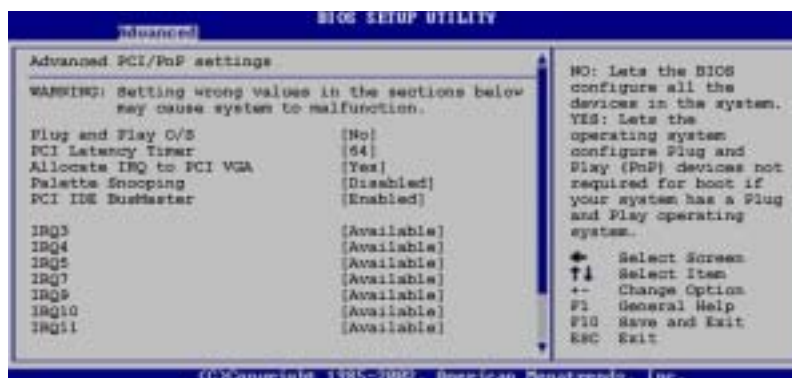 BIOS SETUP UTILITY
Advanced
Advanced PCI/PnP settings
WARNING: Setting wrong values in the sections below
may cause system to malfunction.
Plug and Play O/S [No]
PCI Latency Timer [64]
Allocate IRQ to PCI VGA [Yes]
Palette Snooping [Disabled]
PCI IDE BusMaster [Enabled]
IRQ3 [Available]
IRQ4 [Available]
IRQ5 [Available]
IRQ7 [Available]
IRQ9 [Available]
IRQ10 [Available]
IRQ11 [Available]
NO: Lets the BIOS
configure all the
devices in the system.
YES: Lets the
operating system
configure Plug and
Play (PnP) devices not
required for boot if
your system has a Plug
and Play operating
system.
Select Screen
↑↓ Select Item
+- Change Option
F1 General Help
F10 Save and Exit
ESC Exit
(C)Copyright 1985-2002, American Megatrends, Inc.